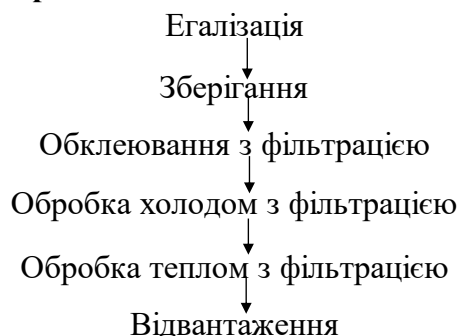 Егалізація
Зберігання
Обклеювання з фільтрацією
Обробка холодом з фільтрацією
Обробка теплом з фільтрацією
Відвантаження